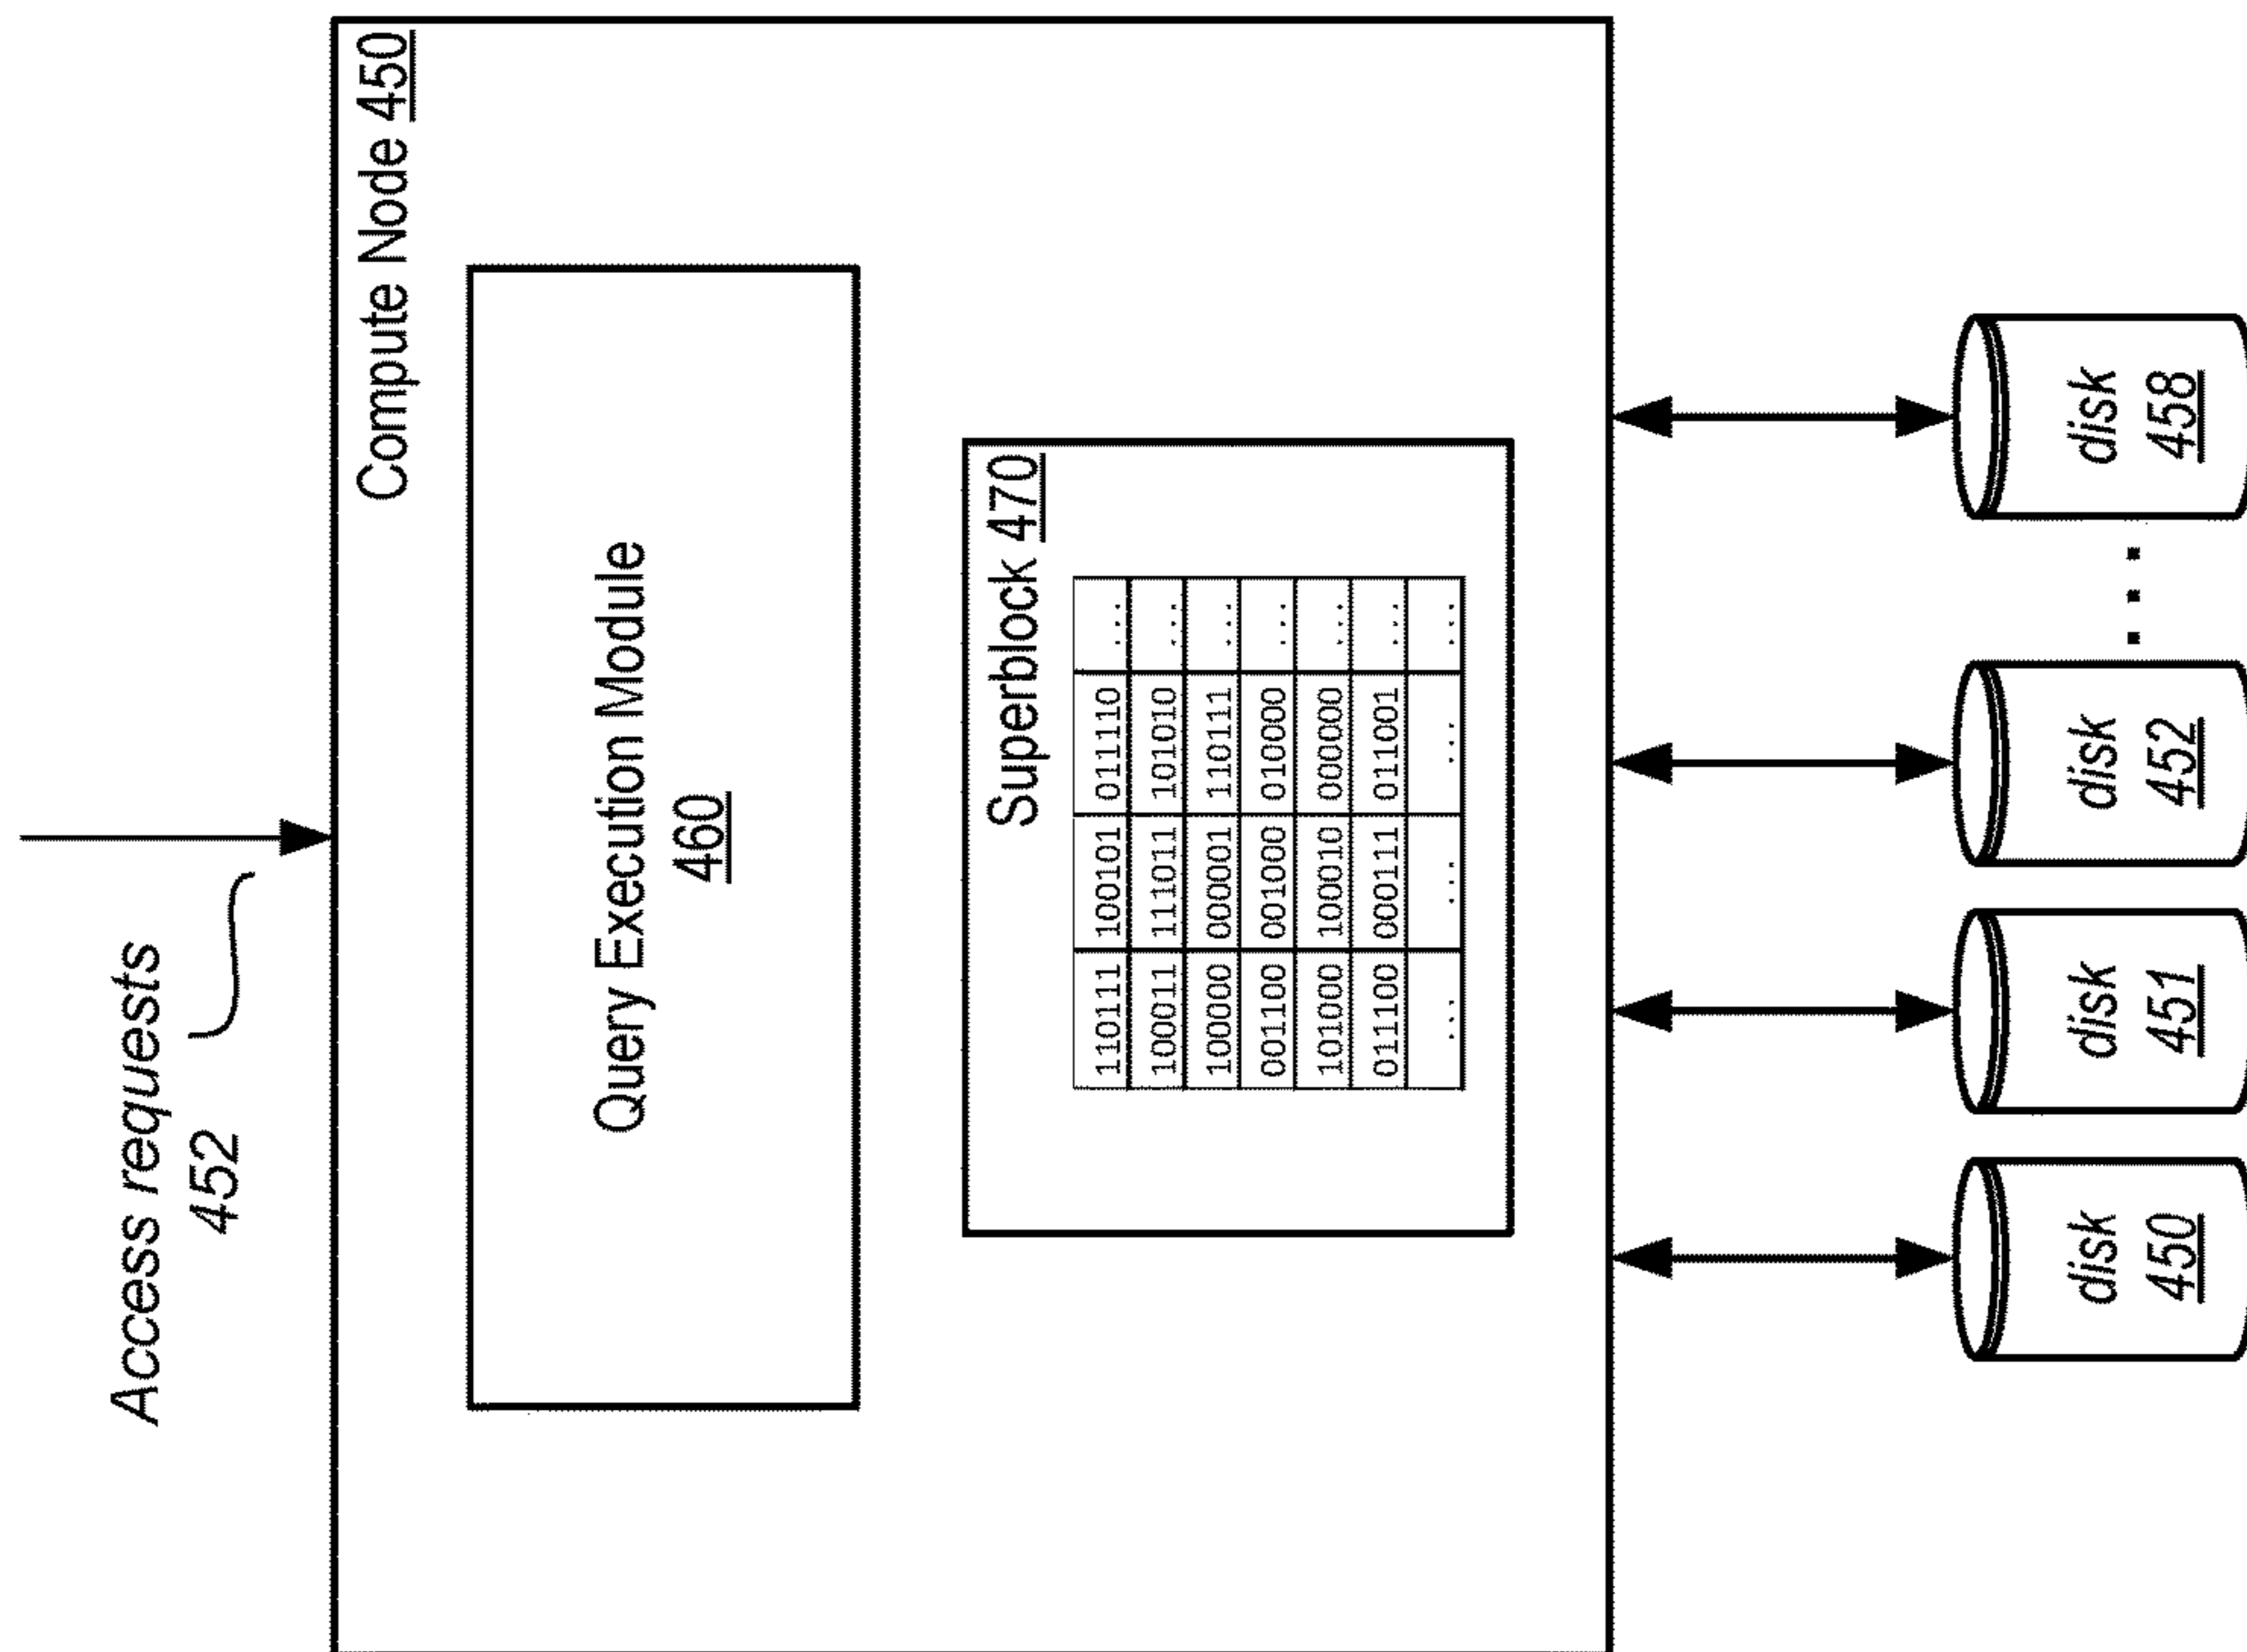 Access requests
452
Compute Node 450
Query Execution Module
460
Superblock 470
110111 100101 011110 ...
100011 111011 101010 ...
100000 000001 110111 ...
001100 001000 010000 ...
101000 100010 000000 ...
011100 000111 011001 ...
... ... ... ...
disk
450
disk
451
disk
452
...
disk
458